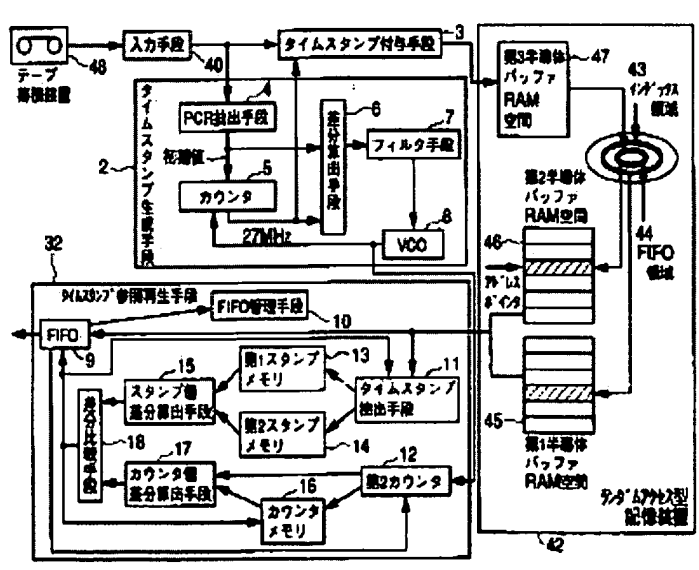 テープ
蓄積装置
48
入力手段
40
タイムスタンプ付与手段
3
タイムスタンプ生成手段
2
PCR抽出手段
4
初期値
カウンタ
5
27MHz
差分算出手段
6
フィルタ手段
7
VCO
8
第3半導体
バッファ
RAM
空間
47
43
インデックス
領域
44
FIFO
領域
第2半導体
バッファ
RAM空間
46
アドレス
ポインタ
45
第1半導体
バッファ
RAM空間
ランダムアクセス型
記憶装置
42
32
タイムスタンプ参照再生手段
FIFO
9
FIFO管理手段
10
第1スタンプ
メモリ
13
タイムスタンプ
抽出手段
11
スタンプ値
差分算出手段
15
第2スタンプ
メモリ
14
差分比較手段
18
カウンタ値
差分算出手段
17
第2カウンタ
12
カウンタ
メモリ
16